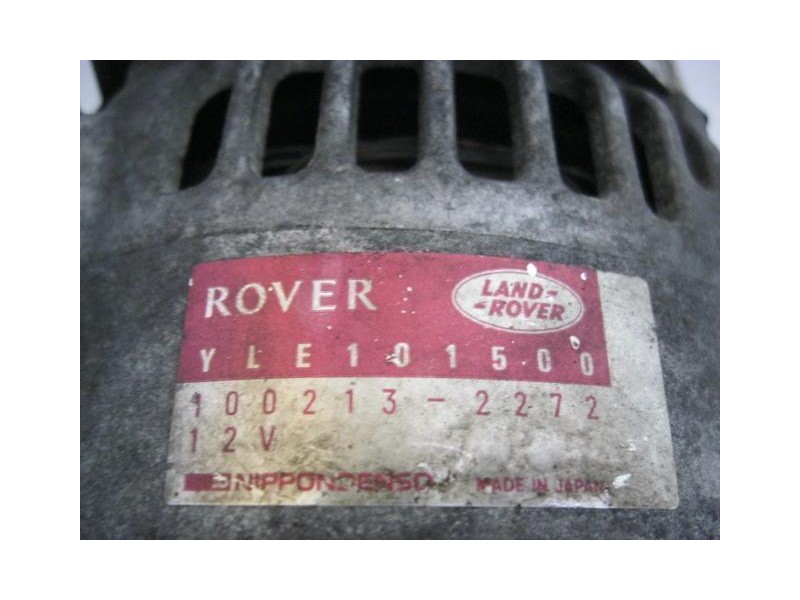 ROVER
LAND-
-ROVER
YLE101500
100213-2272
12V
NIPPONDENSO
MADE IN JAPAN